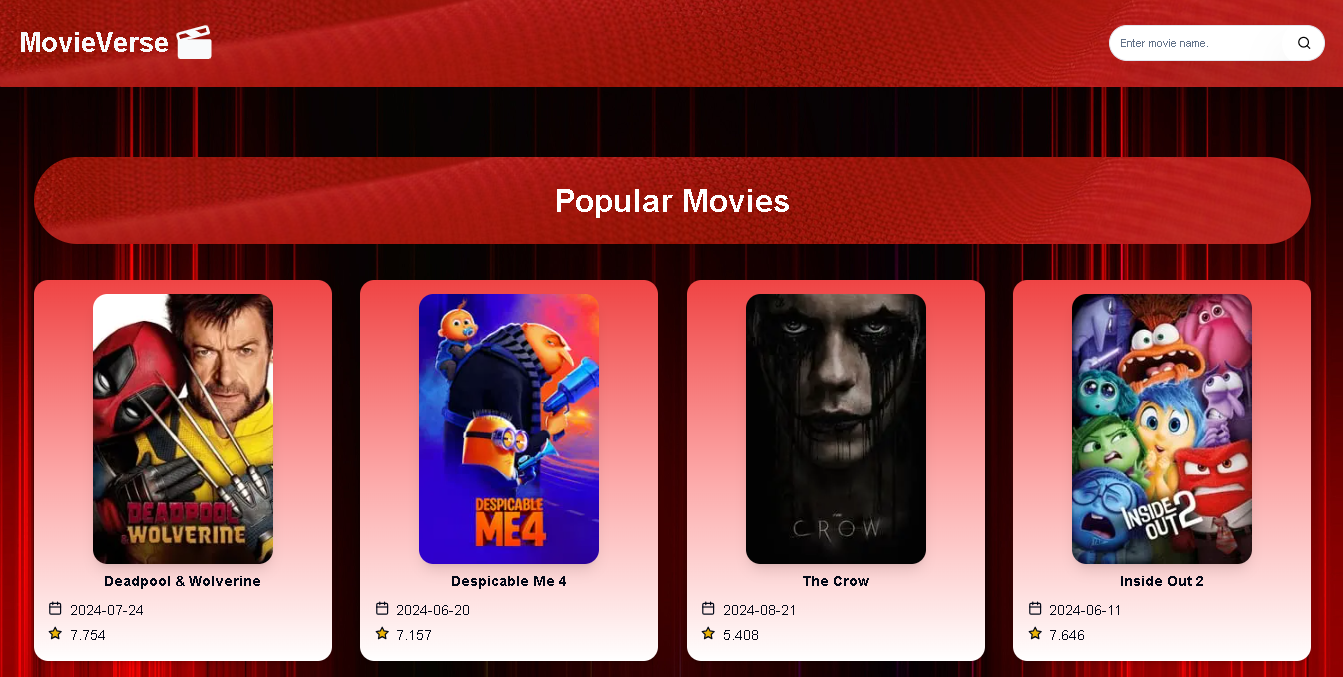 MovieVerse
Enter movie name.
Popular Movies
DEADPOOL
& WOLVERINE
Deadpool & Wolverine
2024-07-24
7.754
DESPICABLE
ME4
Despicable Me 4
2024-06-20
7.157
THE
CROW
The Crow
2024-08-21
5.408
INSIDE
OUT 2
Inside Out 2
2024-06-11
7.646